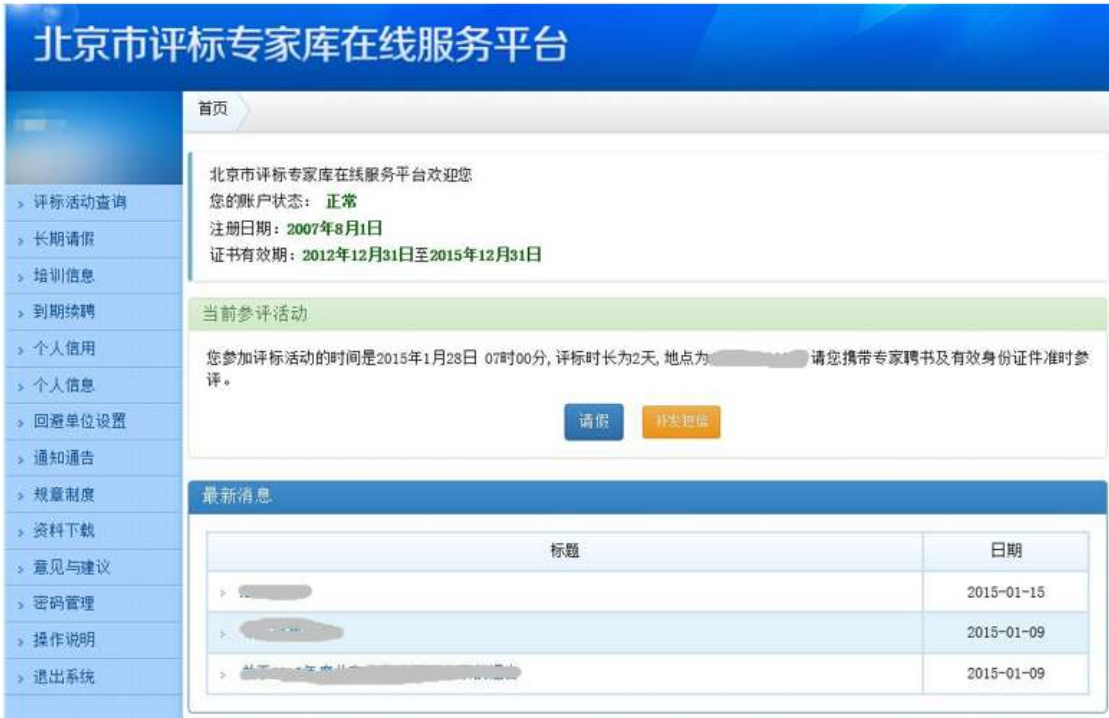 北京市评标专家库在线服务平台
首页
北京市评标专家库在线服务平台欢迎您
您的账户状态： 正常
注册日期：2007年8月1日
证书有效期：2012年12月31日至2015年12月31日
评标活动查询
长期请假
培训信息
到期续聘
个人信用
个人信息
回避单位设置
通知通告
规章制度
资料下载
意见与建议
密码管理
操作说明
退出系统
当前参评活动
您参加评标活动的时间是2015年1月28日 07时00分,评标时长为2天,地点为 请您携带专家聘书及有效身份证件准时参
评。
请假 补发短信
最新消息
标题 日期
2015-01-15
2015-01-09
2015-01-09